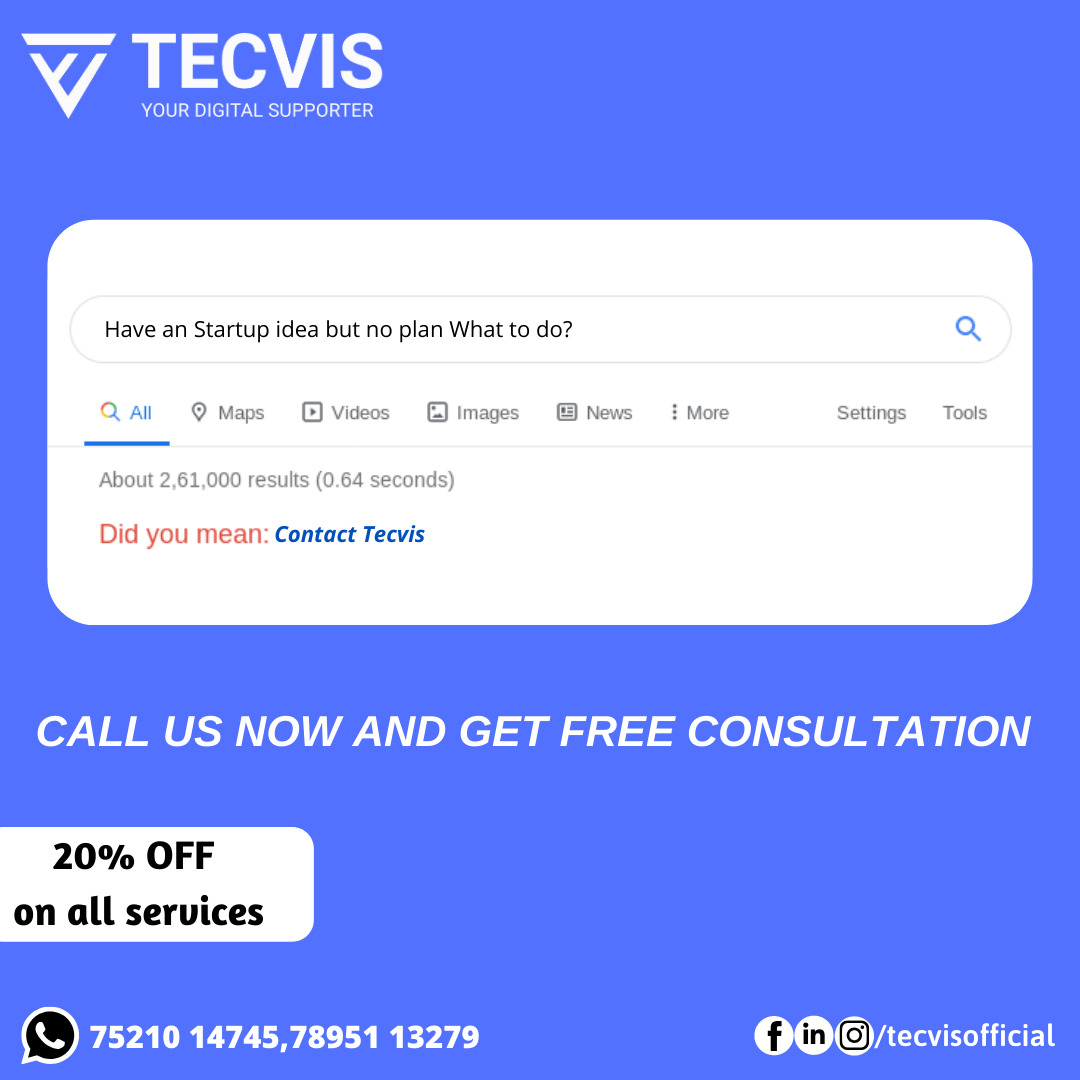 TECVIS
YOUR DIGITAL SUPPORTER
Have an Startup idea but no plan What to do?
All Maps Videos Images News More Settings Tools
About 2,61,000 results (0.64 seconds)
Did you mean: Contact Tecvis
CALL US NOW AND GET FREE CONSULTATION
20% OFF
on all services
75210 14745,78951 13279
/tecvisofficial